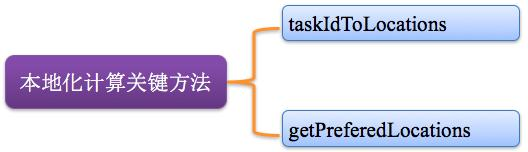 taskIdToLocations
本地化计算关键方法
getPreferedLocations